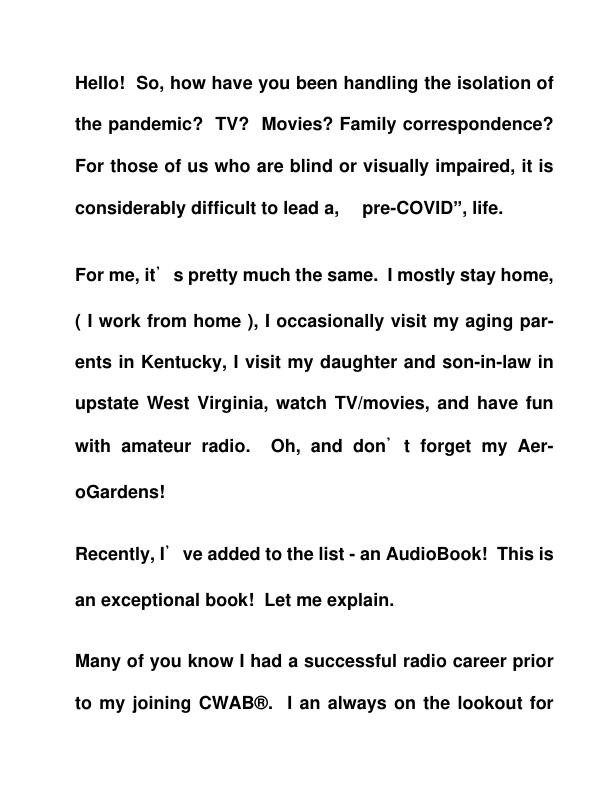 Hello!  So, how have you been handling the isolation of
the pandemic?  TV?  Movies? Family correspondence?
For those of us who are blind or visually impaired, it is
considerably difficult to lead a,   pre-COVID”, life.
For me, it’ s pretty much the same.  I mostly stay home,
( I work from home ), I occasionally visit my aging par-
ents in Kentucky, I visit my daughter and son-in-law in
upstate West Virginia, watch TV/movies, and have fun
with amateur radio.  Oh, and don’ t forget my Aer-
oGardens!
Recently, I’ ve added to the list - an AudioBook!  This is
an exceptional book!  Let me explain.
Many of you know I had a successful radio career prior
to my joining CWAB®.  I an always on the lookout for